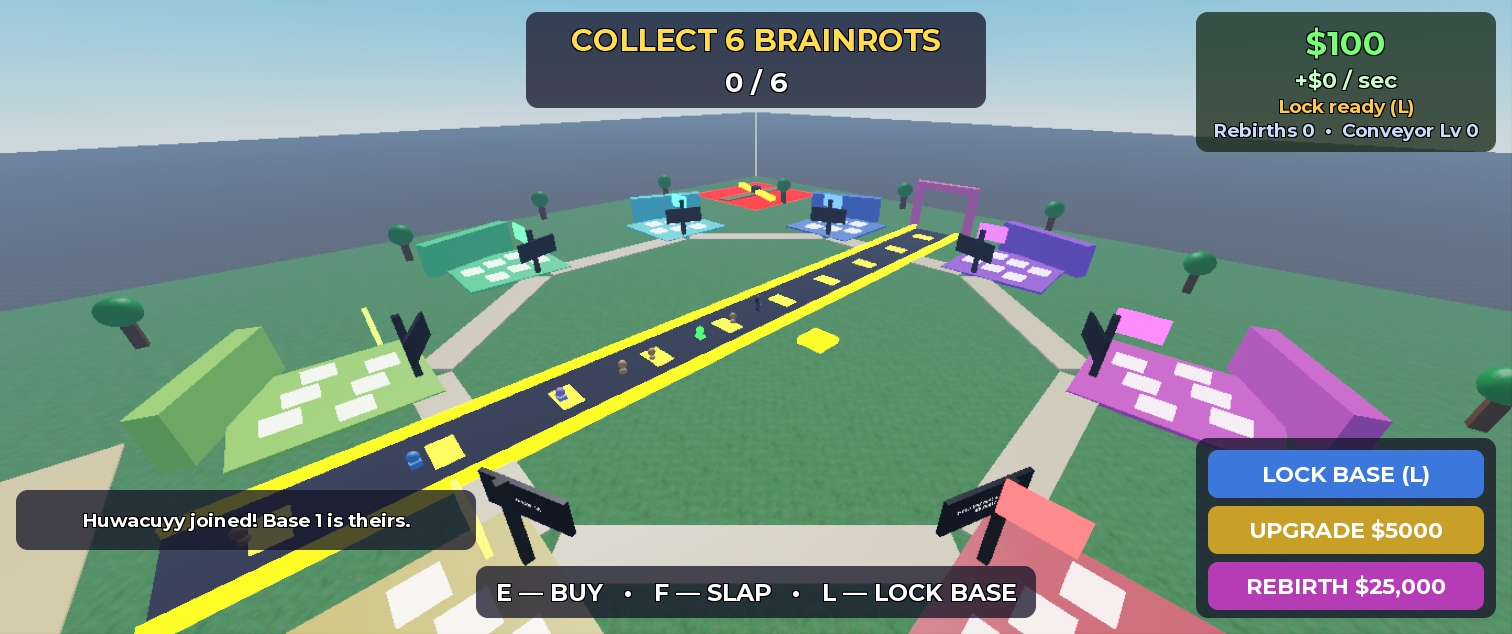 COLLECT 6 BRAINROTS
0 / 6
$100
+$0 / sec
Lock ready (L)
Rebirths 0 • Conveyor Lv 0
Huwacuyy joined! Base 1 is theirs.
LOCK BASE (L)
UPGRADE $5000
REBIRTH $25,000
E — BUY • F — SLAP • L — LOCK BASE